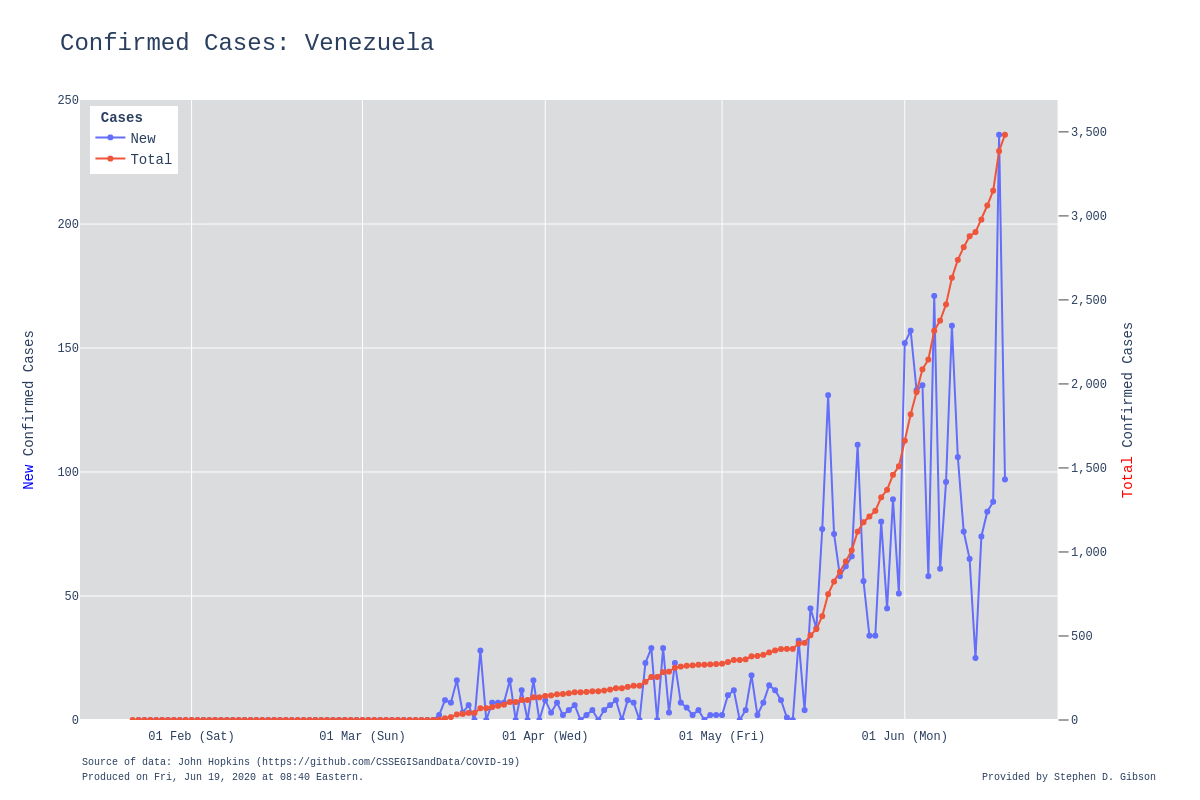 Confirmed Cases: Venezuela
Cases
New
Total
250
200
150
100
50
0
3,500
3,000
2,500
2,000
1,500
1,000
500
0
New Confirmed Cases
Total Confirmed Cases
01 Feb (Sat) 01 Mar (Sun) 01 Apr (Wed) 01 May (Fri) 01 Jun (Mon)
Source of data: John Hopkins (https://github.com/CSSEGISandData/COVID-19)
Produced on Fri, Jun 19, 2020 at 08:40 Eastern.
Provided by Stephen D. Gibson